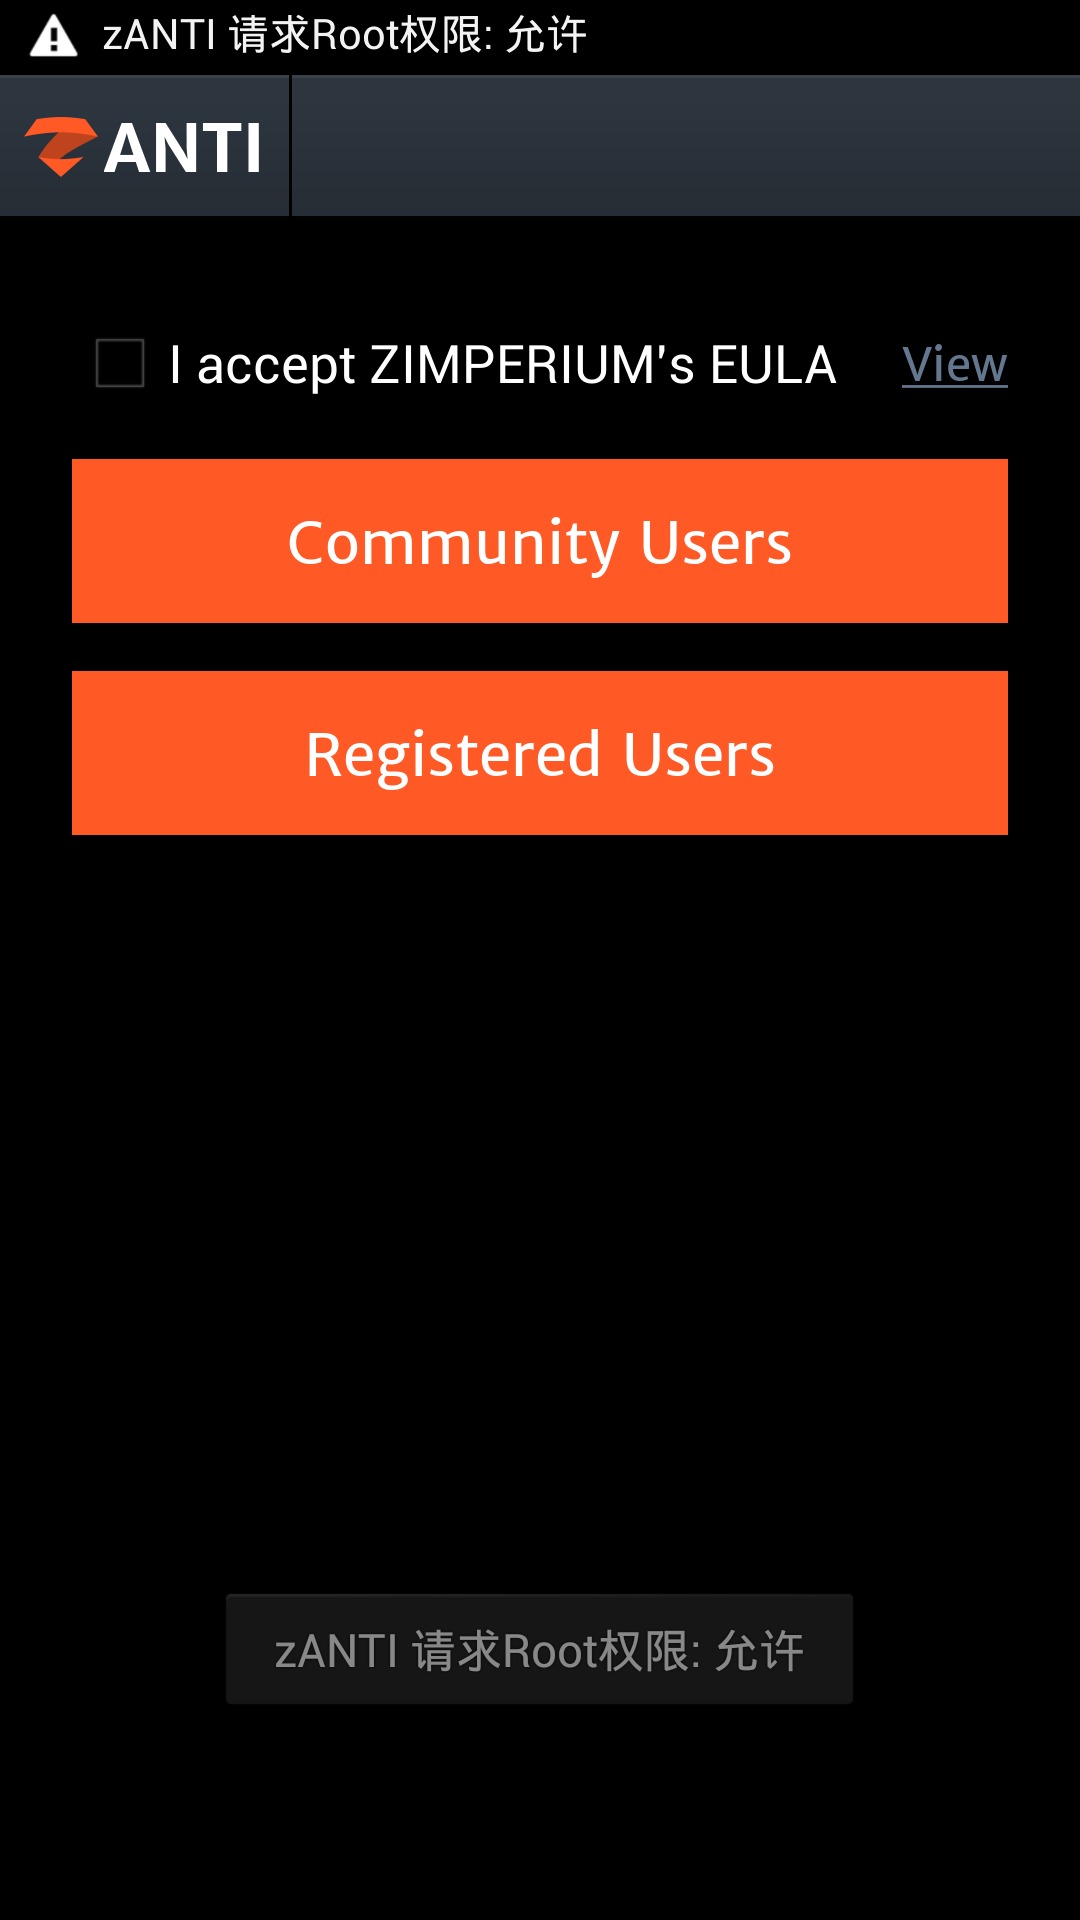 zANTI 请求Root权限: 允许
ZANTI
I accept ZIMPERIUM's EULA View
Community Users
Registered Users
zANTI 请求Root权限: 允许